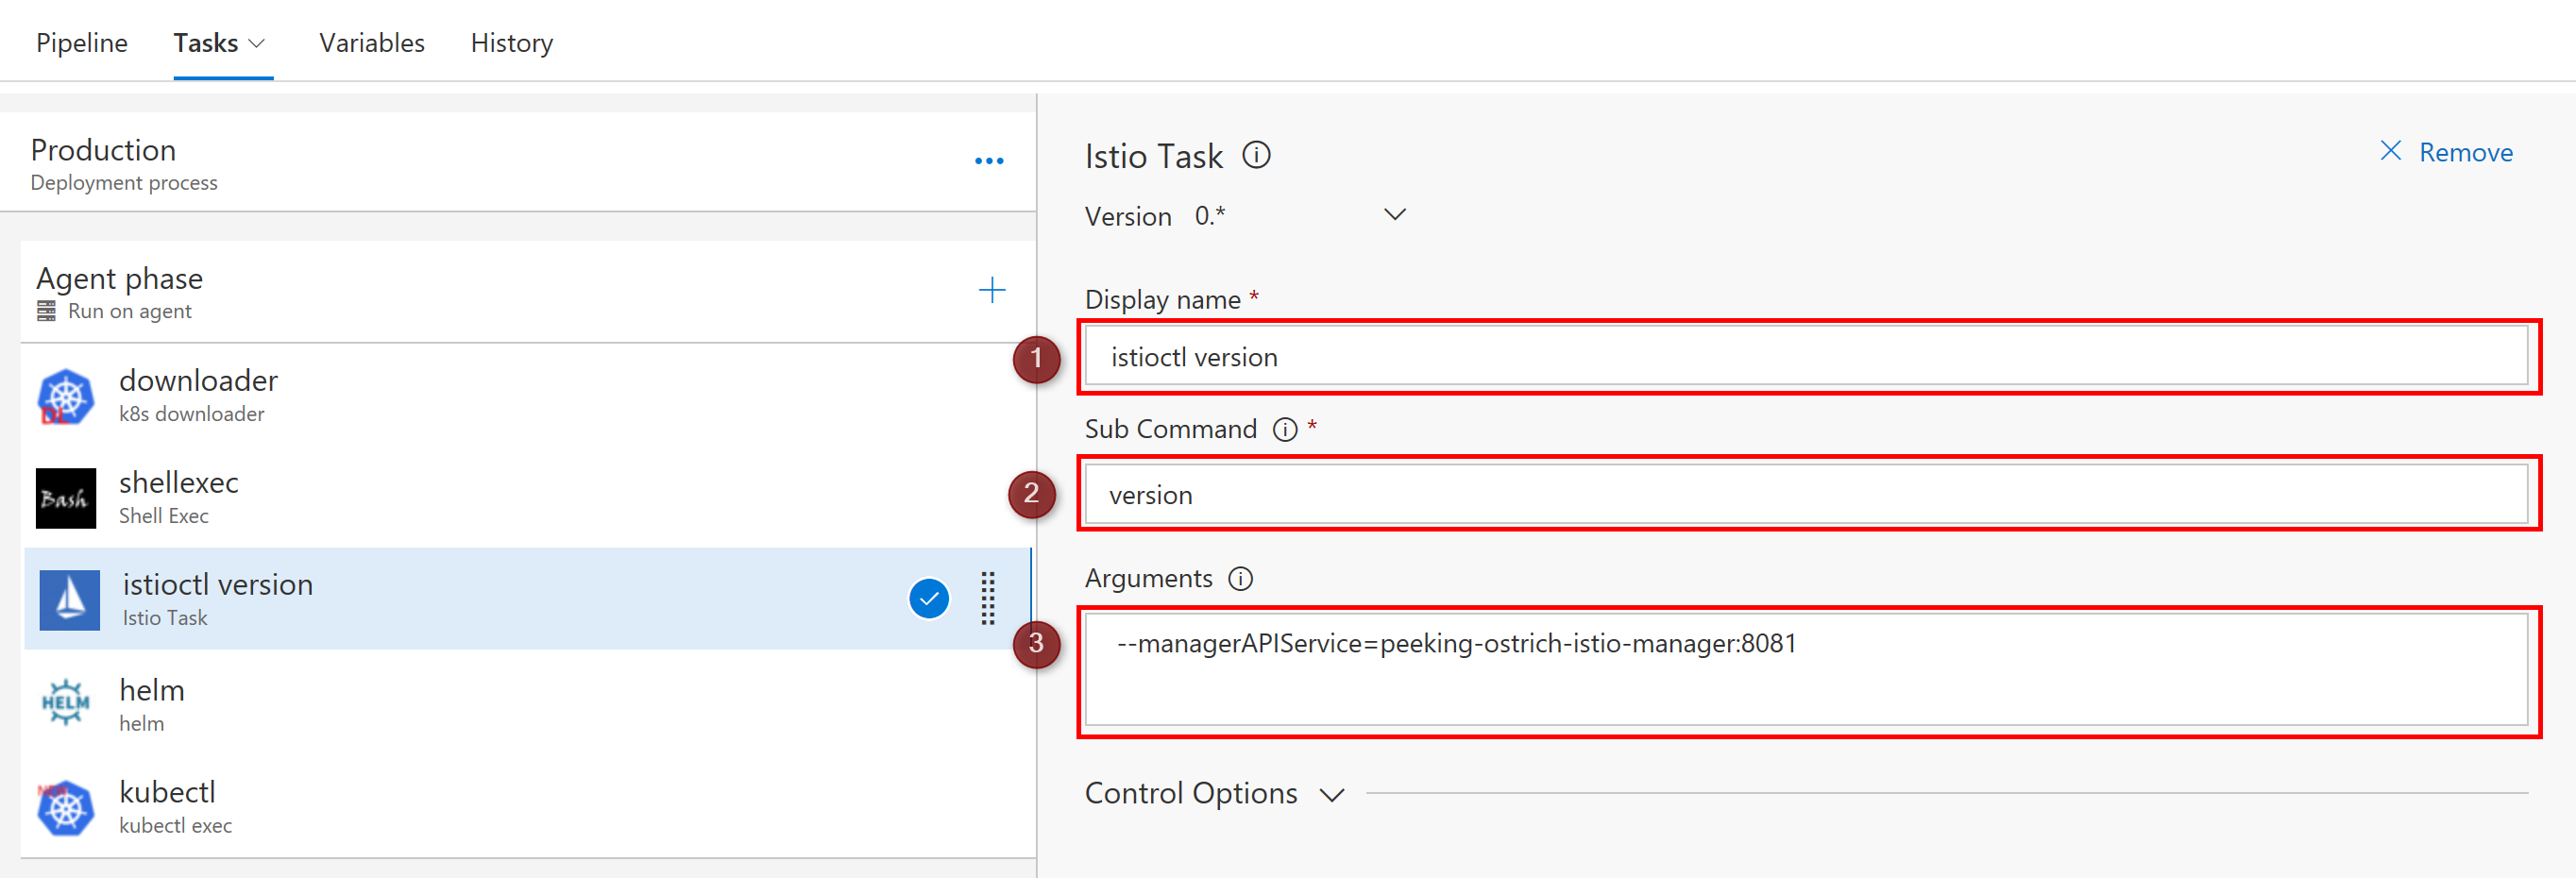 Pipeline Tasks Variables History
Production
Deployment process
Agent phase
Run on agent
DL
downloader
k8s downloader
Bash
shellexec
Shell Exec
istioctl version
Istio Task
HELM
helm
helm
NEW
kubectl
kubectl exec
Istio Task
Remove
Version 0.*
Display name *
1
istioctl version
Sub Command *
2
version
Arguments
3
--managerAPIService=peeking-ostrich-istio-manager:8081
Control Options